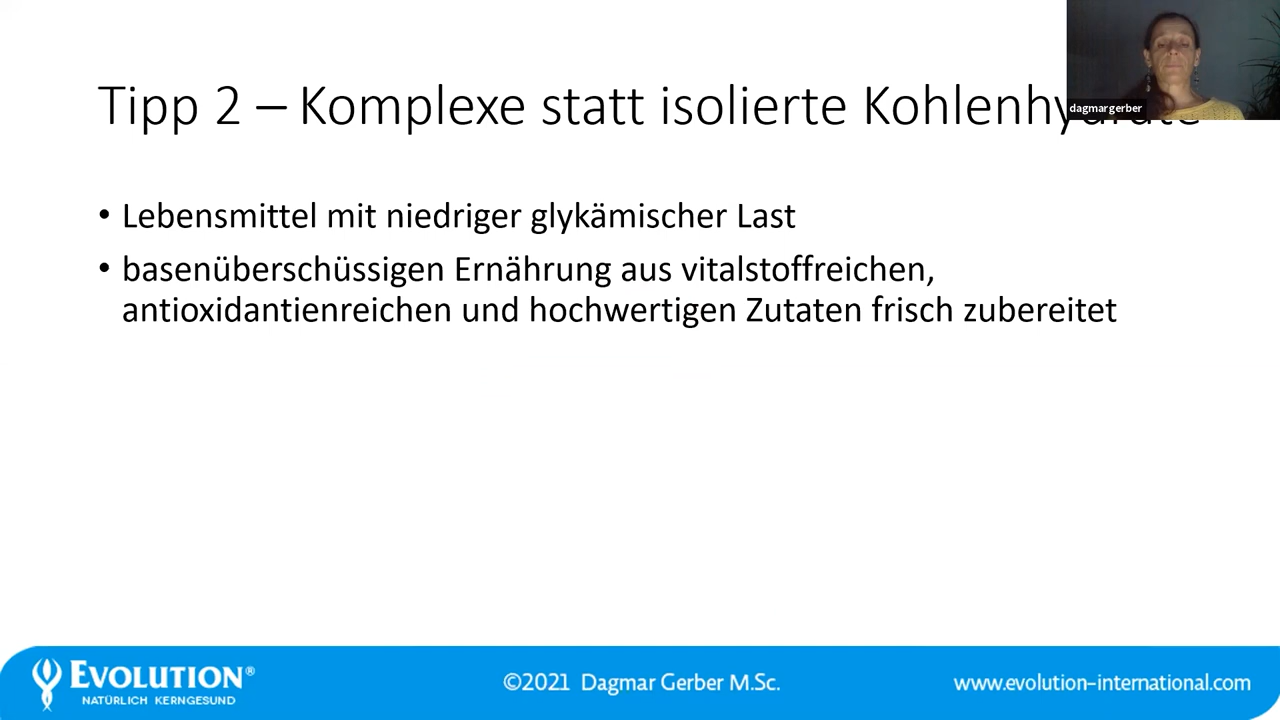 Tipp 2 – Komplexe statt isolierte
dagmargerber
• Lebensmittel mit niedriger glykämischer Last
• basenüberschüssigen Ernährung aus vitalstoffreichen,
antioxidantienreichen und hochwertigen Zutaten frisch zubereitet
EVOLUTION®
NATÜRLICH KERNGESUND
©2021 Dagmar Gerber M.Sc.
www.evolution-international.com